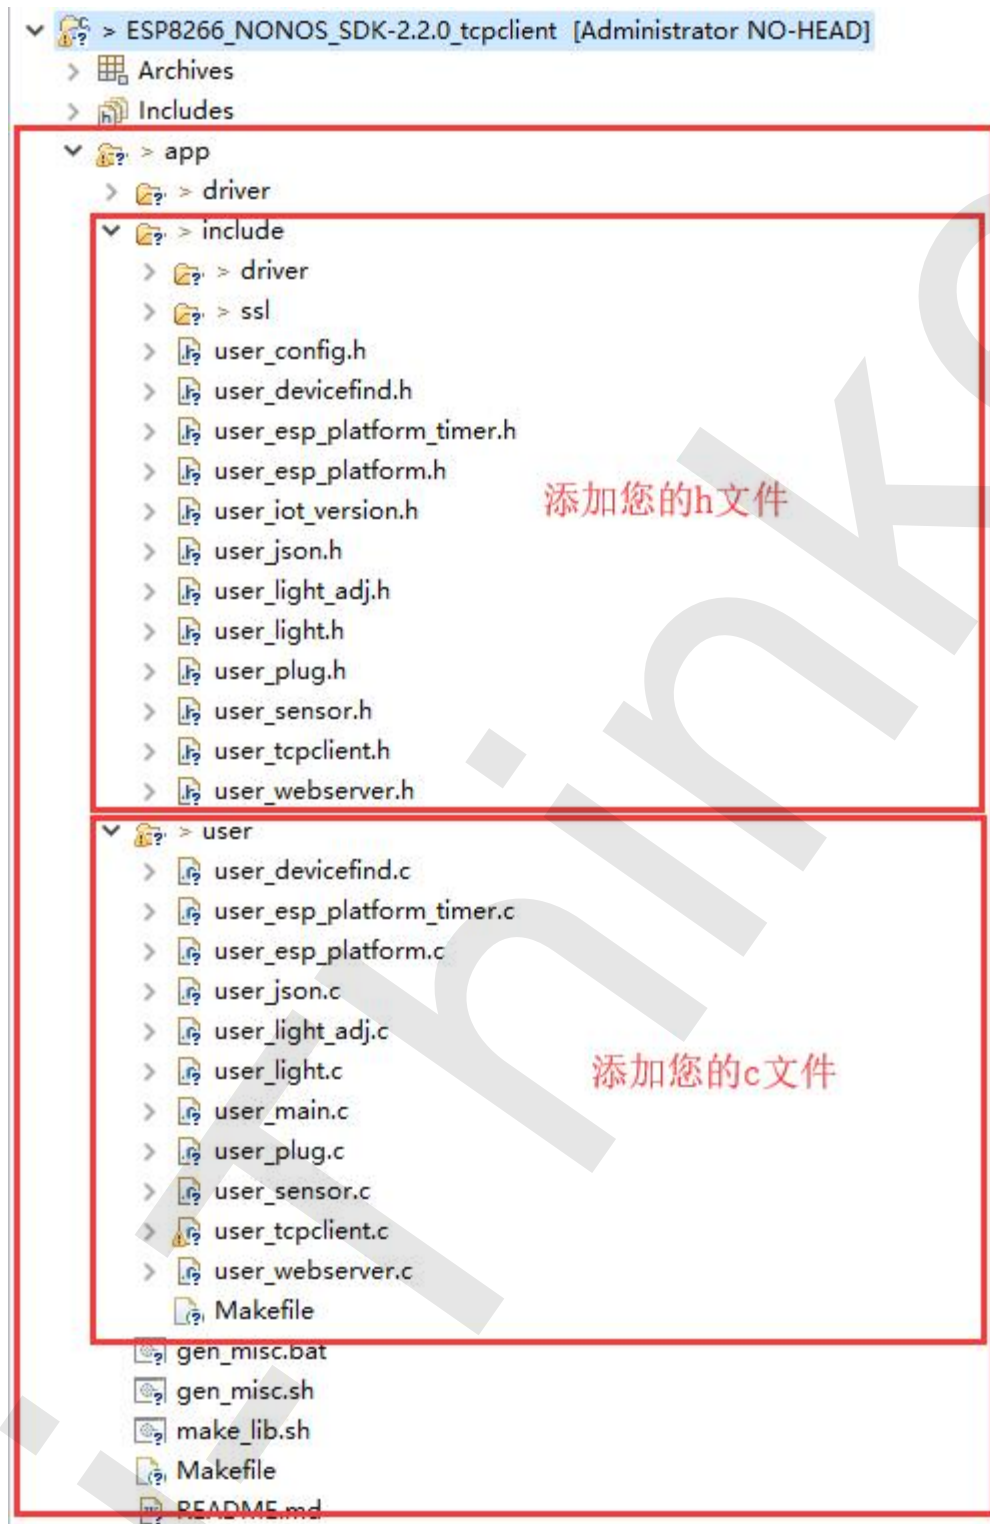 > ESP8266_NONOS_SDK-2.2.0_tcpclient [Administrator NO-HEAD]
Archives
Includes
> app
> driver
> include
> driver
> ssl
user_config.h
user_devicefind.h
user_esp_platform_timer.h
user_esp_platform.h
user_iot_version.h
添加您的h文件
user_json.h
user_light_adj.h
user_light.h
user_plug.h
user_sensor.h
user_tcpclient.h
user_webserver.h
> user
user_devicefind.c
user_esp_platform_timer.c
user_esp_platform.c
user_json.c
user_light_adj.c
user_light.c
添加您的c文件
user_main.c
user_plug.c
user_sensor.c
user_tcpclient.c
user_webserver.c
Makefile
gen_misc.bat
gen_misc.sh
make_lib.sh
Makefile
README.md